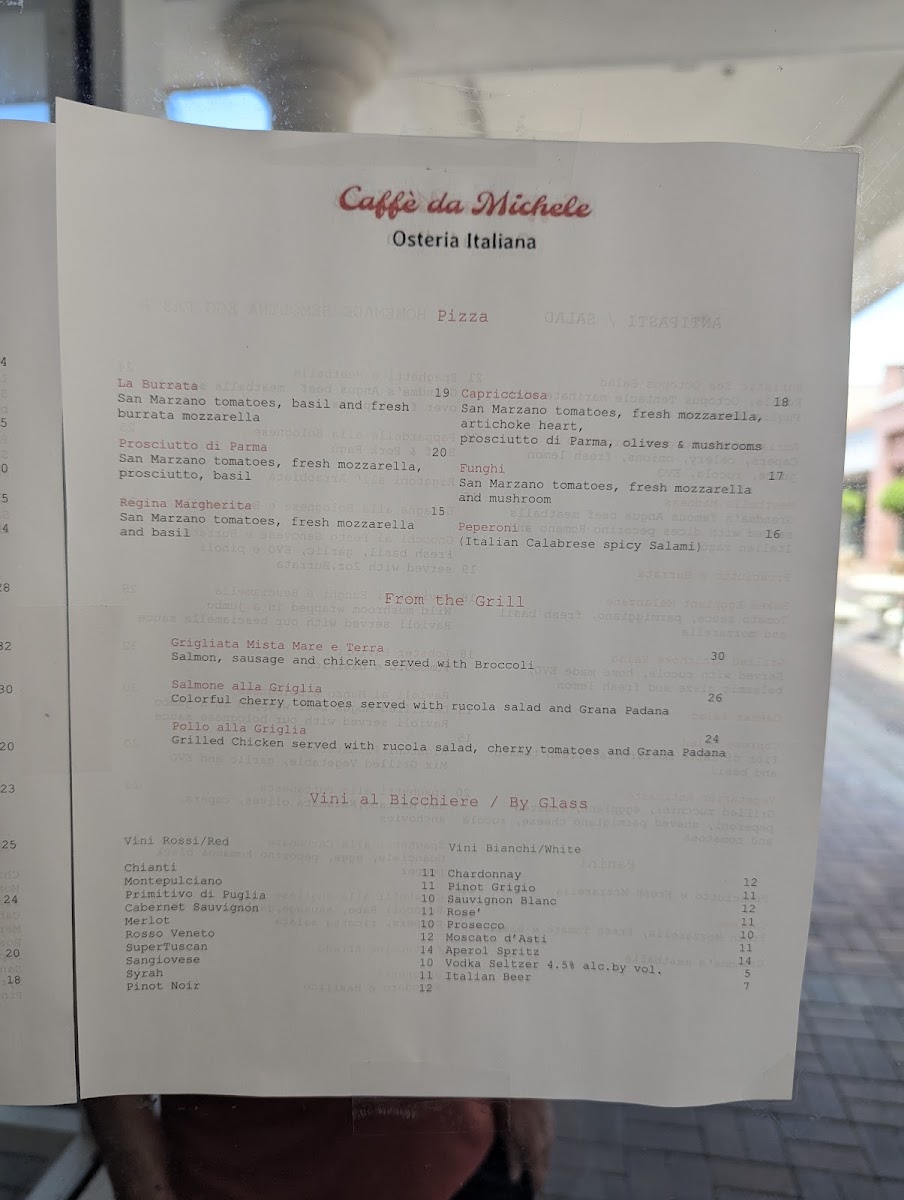 28
32
30
20
23
25
24
20
18
Caffè da Michele
Osteria Italiana
Pizza
La Burrata 19
San Marzano tomatoes, basil and fresh
burrata mozzarella
Prosciutto di Parma 20
San Marzano tomatoes, fresh mozzarella,
prosciutto, basil
Regina Margherita 15
San Marzano tomatoes, fresh mozzarella
and basil
Capricciosa 18
San Marzano tomatoes, fresh mozzarella,
artichoke heart,
prosciutto di Parma, olives & mushrooms
Funghi 17
San Marzano tomatoes, fresh mozzarella
and mushroom
Peperoni 16
(Italian Calabrese spicy Salami)
From the Grill
Grigliata Mista Mare e Terra 30
Salmon, sausage and chicken served with Broccoli
Salmone alla Griglia 26
Colorful cherry tomatoes served with rucola salad and Grana Padana
Pollo alla Griglia 24
Grilled Chicken served with rucola salad, cherry tomatoes and Grana Padana
Vini al Bicchiere / By Glass
Vini Rossi/Red
Chianti 11
Montepulciano 11
Primitivo di Puglia 10
Cabernet Sauvignon 11
Merlot 10
Rosso Veneto 12
SuperTuscan 14
Sangiovese 10
Syrah 11
Pinot Noir 12
Vini Bianchi/White
Chardonnay 12
Pinot Grigio 11
Sauvignon Blanc 12
Rose' 11
Prosecco 10
Moscato d'Asti 11
Aperol Spritz 14
Vodka Seltzer 4.5% alc.by vol. 5
Italian Beer 7